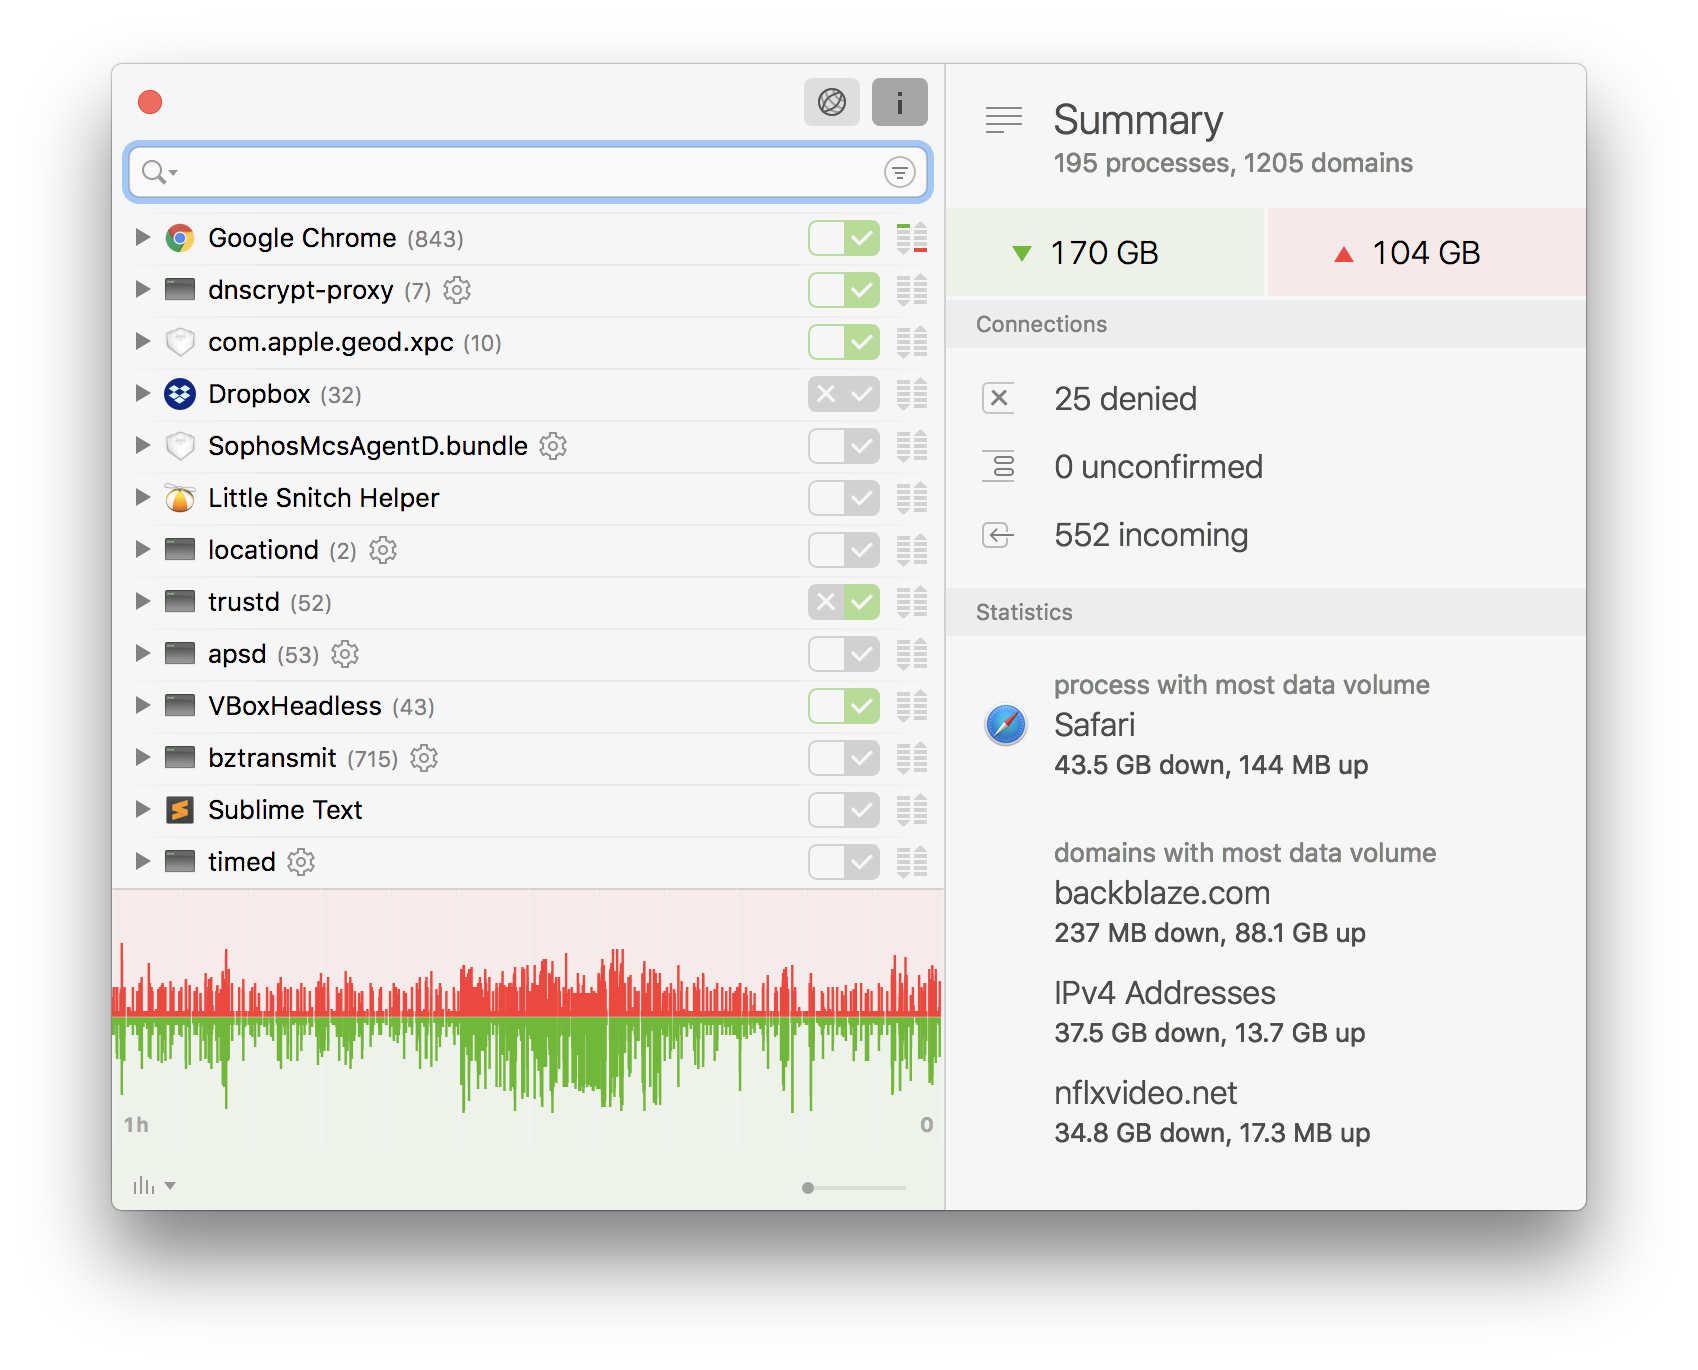 Google Chrome (843)
dnscrypt-proxy (7)
com.apple.geod.xpc (10)
Dropbox (32)
SophosMcsAgentD.bundle
Little Snitch Helper
locationd (2)
trustd (52)
apsd (53)
VBoxHeadless (43)
bztransmit (715)
Sublime Text
timed
1h
0
Summary
195 processes, 1205 domains
170 GB
104 GB
Connections
25 denied
0 unconfirmed
552 incoming
Statistics
process with most data volume
Safari
43.5 GB down, 144 MB up
domains with most data volume
backblaze.com
237 MB down, 88.1 GB up
IPv4 Addresses
37.5 GB down, 13.7 GB up
nflxvideo.net
34.8 GB down, 17.3 MB up